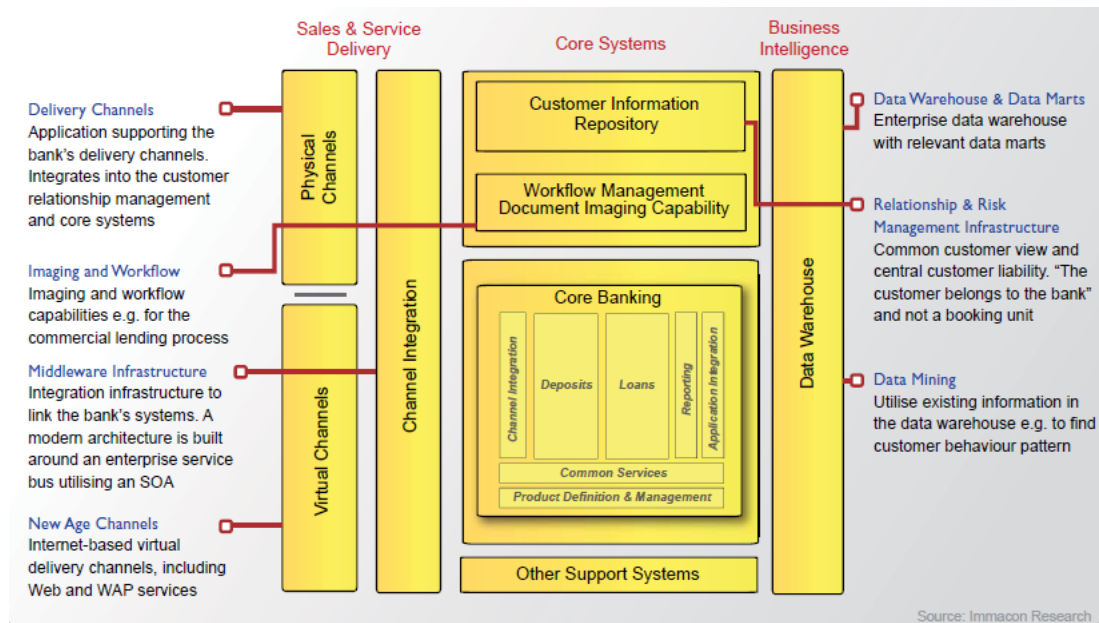 Sales & Service
Delivery
Core Systems
Business
Intelligence
Delivery Channels
Application supporting the
bank's delivery channels.
Integrates into the customer
relationship management
and core systems
Imaging and Workflow
Imaging and workflow
capabilities e.g. for the
commercial lending process
Middleware Infrastructure
Integration infrastructure to
link the bank's systems. A
modern architecture is built
around an enterprise service
bus utilising an SOA
New Age Channels
Internet-based virtual
delivery channels, including
Web and WAP services
Physical
Channels
Virtual Channels
Channel Integration
Customer Information
Repository
Workflow Management
Document Imaging Capability
Core Banking
Channel Integration
Deposits
Loans
Reporting
Application Integration
Common Services
Product Definition & Management
Other Support Systems
Data Warehouse
Data Warehouse & Data Marts
Enterprise data warehouse
with relevant data marts
Relationship & Risk
Management Infrastructure
Common customer view and
central customer liability. “The
customer belongs to the bank”
and not a booking unit
Data Mining
Utilise existing information in
the data warehouse e.g. to find
customer behaviour pattern
Source: Immacon Research